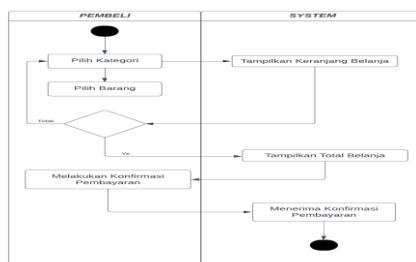 PEMBELI
SYSTEM
Pilih Kategori
Tampilkan Keranjang Belanja
Pilih Barang
Tidak
Ya
Tampilkan Total Belanja
Melakukan Konfirmasi
Pembayaran
Menerima Konfirmasi
Pembayaran